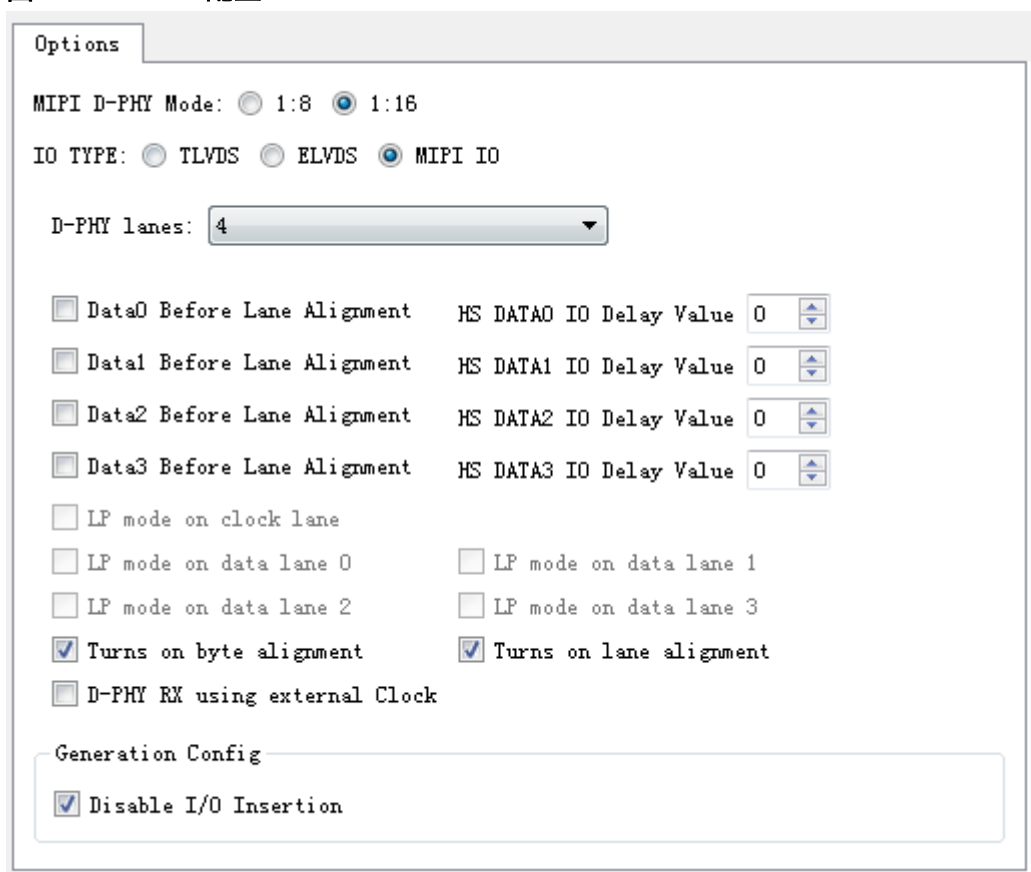 Options
MIPI D-PHY Mode: 1:8 1:16
IO TYPE: TLVDS ELVDS MIPI IO
D-PHY lanes: 4
Data0 Before Lane Alignment HS DATA0 IO Delay Value 0
Data1 Before Lane Alignment HS DATA1 IO Delay Value 0
Data2 Before Lane Alignment HS DATA2 IO Delay Value 0
Data3 Before Lane Alignment HS DATA3 IO Delay Value 0
LP mode on clock lane
LP mode on data lane 0 LP mode on data lane 1
LP mode on data lane 2 LP mode on data lane 3
Turns on byte alignment Turns on lane alignment
D-PHY RX using external Clock
Generation Config
Disable I/O Insertion